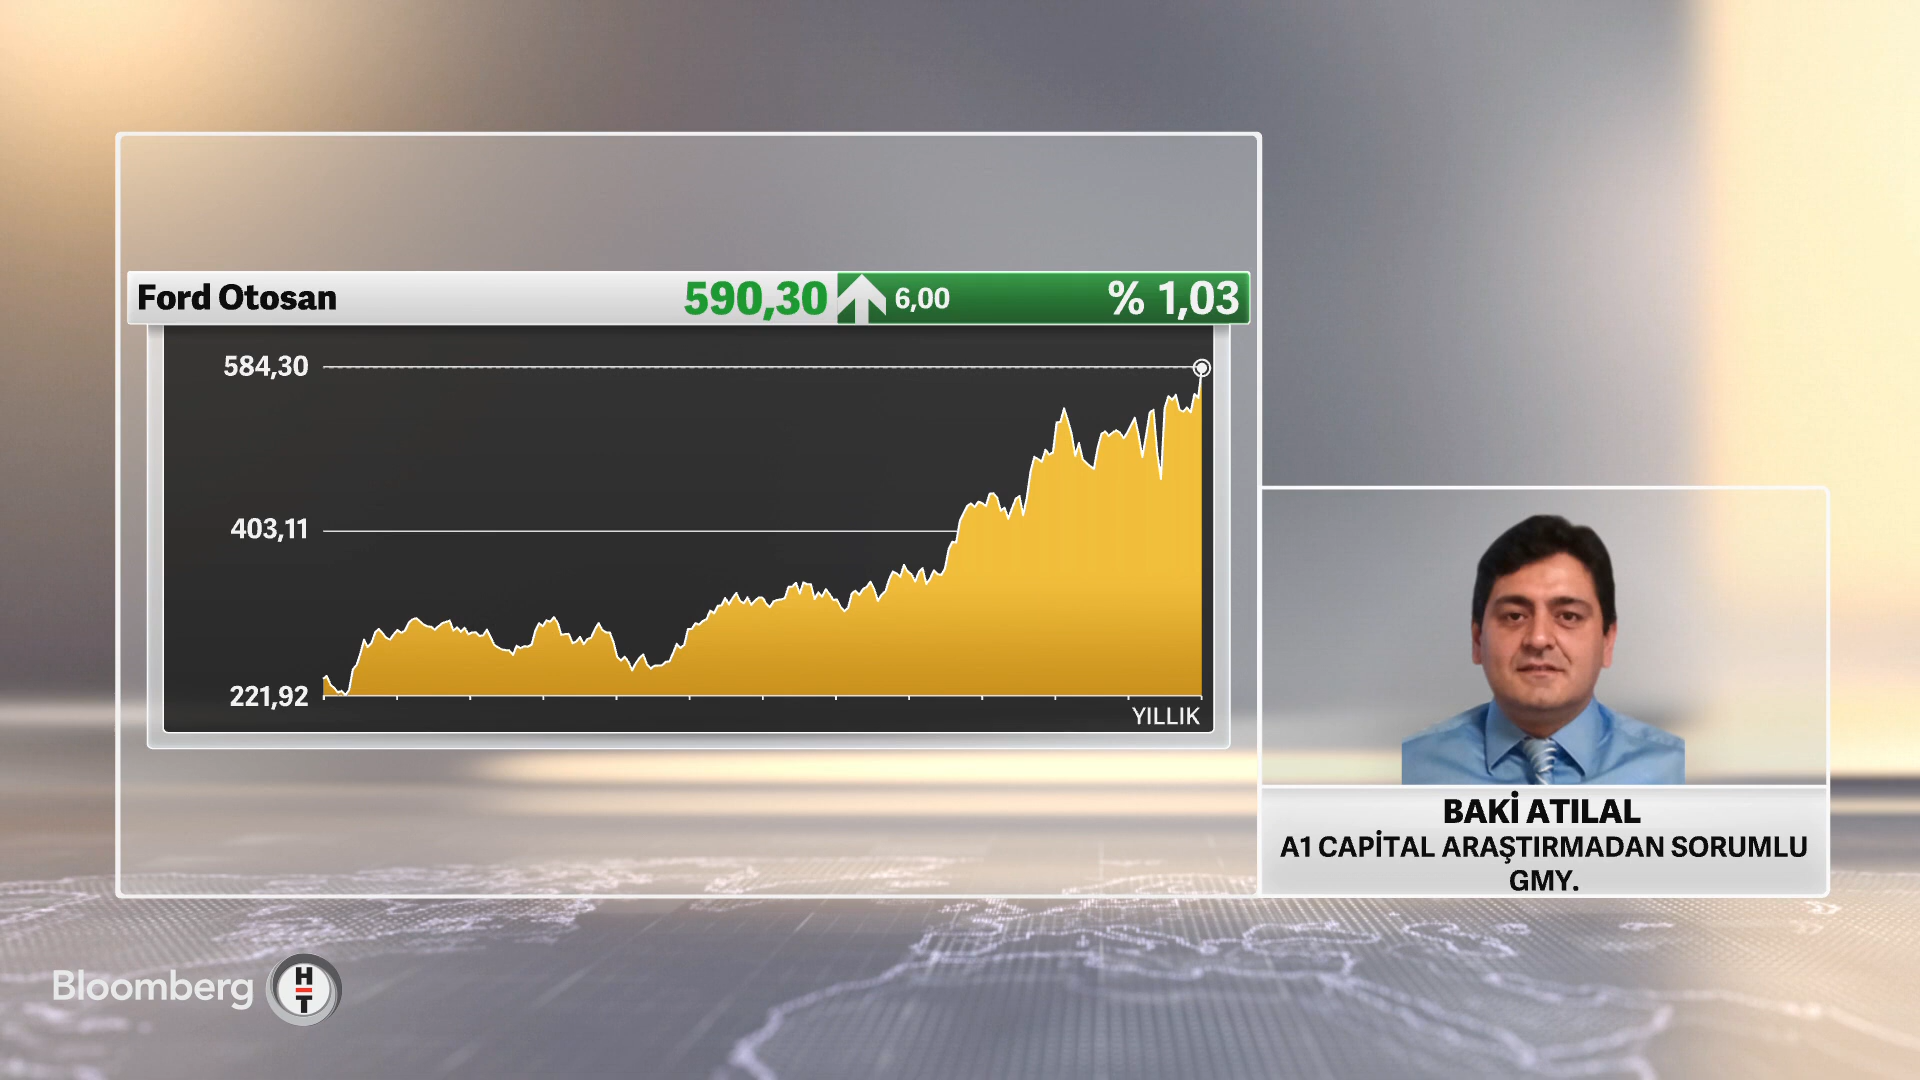 Ford Otosan 590,30 6,00 % 1,03
584,30
403,11
221,92
YILLIK
BAKİ ATILAL
A1 CAPİTAL ARAŞTIRMADAN SORUMLU
GMY.
Bloomberg HT